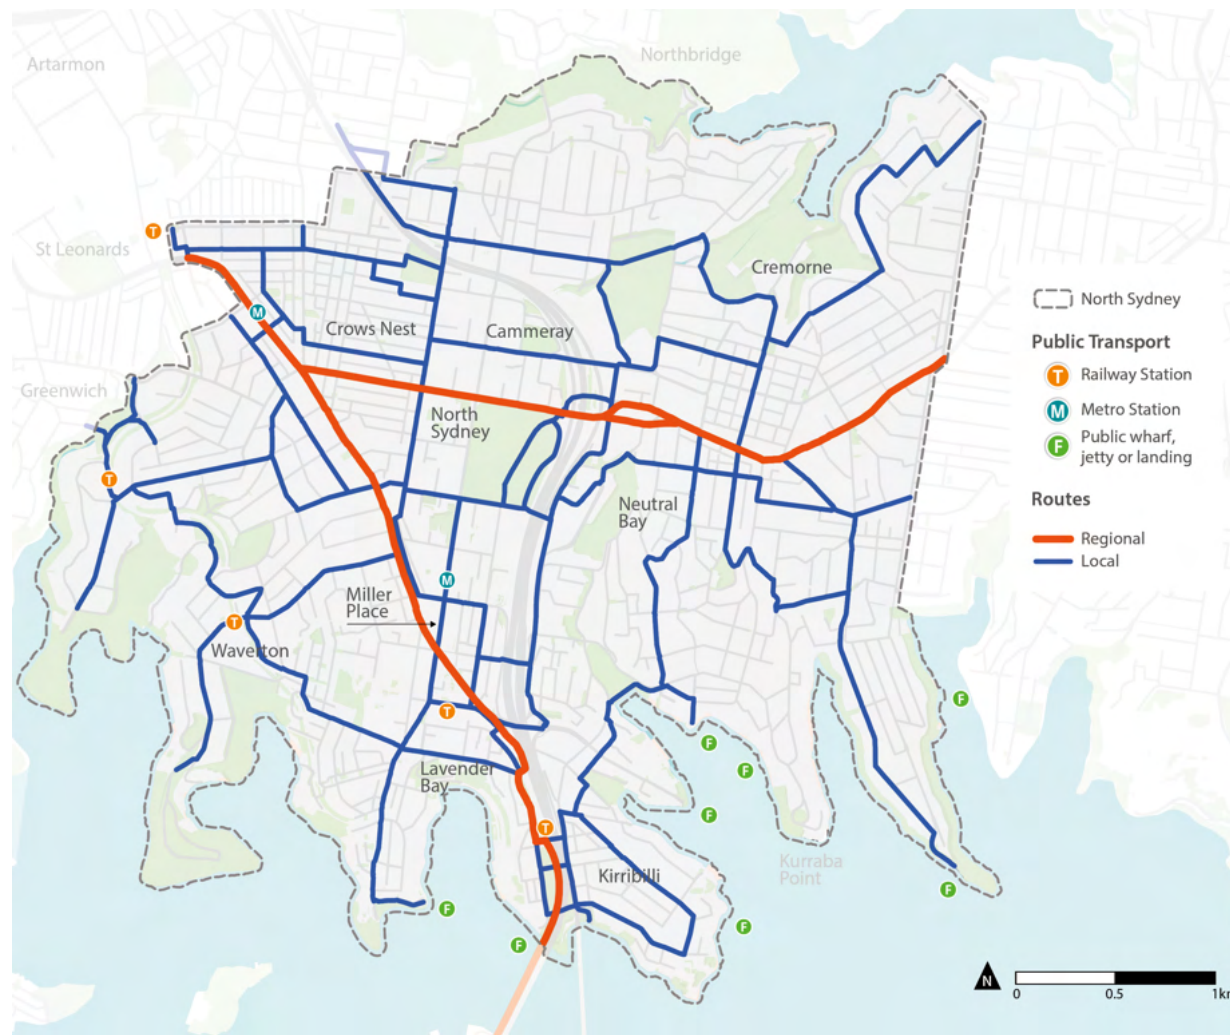 Artarmon
Northbridge
St Leonards
T
Cremorne
M
Crows Nest
Cammeray
Greenwich
North
Sydney
T
Neutral
Bay
M
Miller
Place
T
Waverton
T
F
F
F
Lavender
Bay
F
T
Kurraba
Point
Kirribilli
F
F
F
F
North Sydney
Public Transport
T Railway Station
M Metro Station
F Public wharf,
jetty or landing
Routes
Regional
Local
N
0 0.5 1km